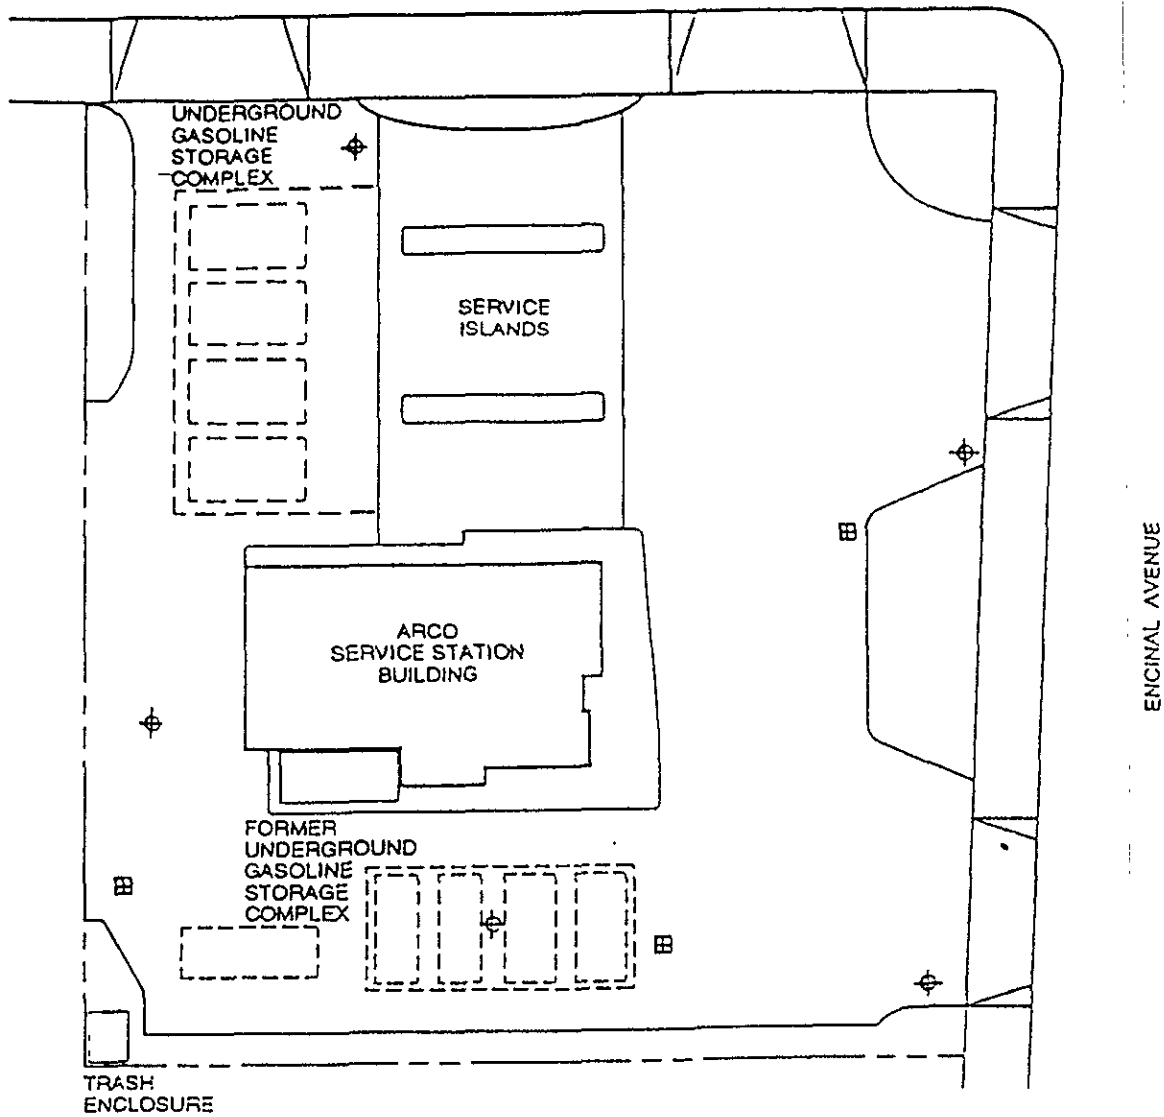 UNDERGROUND
GASOLINE
STORAGE
COMPLEX
SERVICE
ISLANDS
ENCINAL AVENUE
ARCO
SERVICE STATION
BUILDING
FORMER
UNDERGROUND
GASOLINE
STORAGE
COMPLEX
TRASH
ENCLOSURE